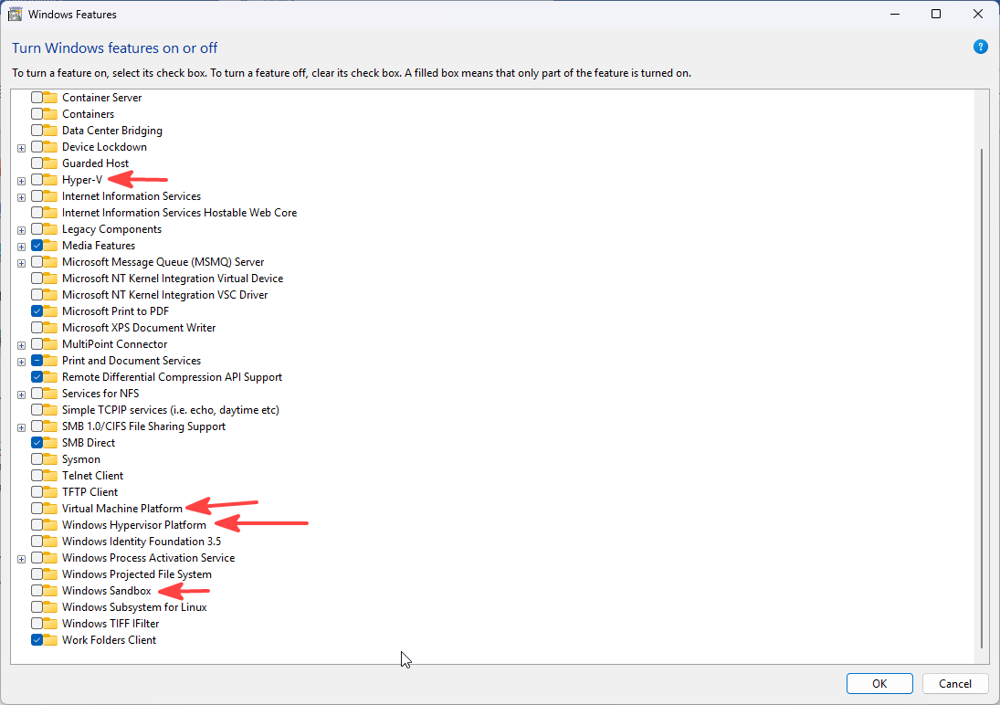 Windows Features
Turn Windows features on or off
To turn a feature on, select its check box. To turn a feature off, clear its check box. A filled box means that only part of the feature is turned on.
Container Server
Containers
Data Center Bridging
Device Lockdown
Guarded Host
Hyper-V
Internet Information Services
Internet Information Services Hostable Web Core
Legacy Components
Media Features
Microsoft Message Queue (MSMQ) Server
Microsoft NT Kernel Integration Virtual Device
Microsoft NT Kernel Integration VSC Driver
Microsoft Print to PDF
Microsoft XPS Document Writer
MultiPoint Connector
Print and Document Services
Remote Differential Compression API Support
Services for NFS
Simple TCPIP services (i.e. echo, daytime etc)
SMB 1.0/CIFS File Sharing Support
SMB Direct
Sysmon
Telnet Client
TFTP Client
Virtual Machine Platform
Windows Hypervisor Platform
Windows Identity Foundation 3.5
Windows Process Activation Service
Windows Projected File System
Windows Sandbox
Windows Subsystem for Linux
Windows TIFF IFilter
Work Folders Client
OK Cancel